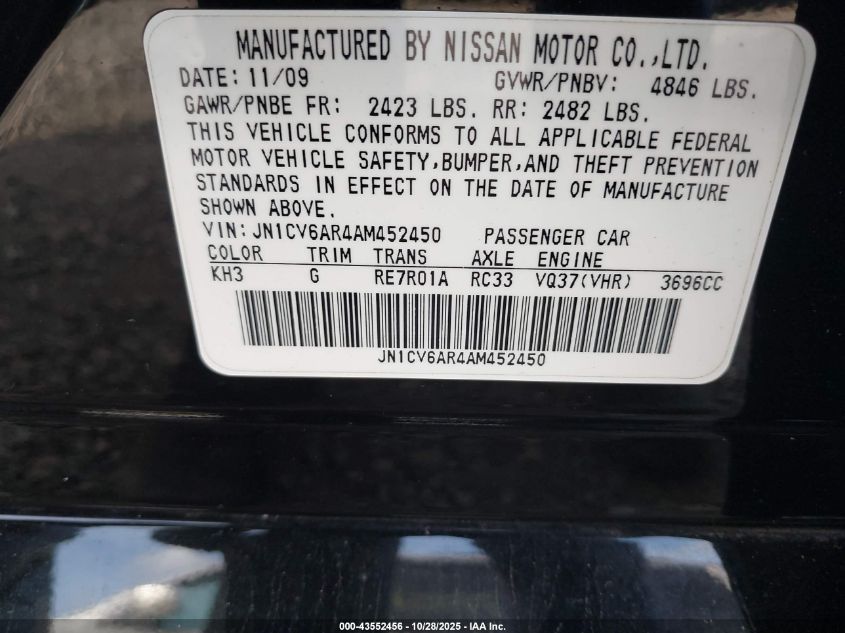 MANUFACTURED BY NISSAN MOTOR CO.,LTD.
DATE: 11/09 GVWR/PNBV: 4846 LBS.
GAWR/PNBE FR: 2423 LBS. RR: 2482 LBS.
THIS VEHICLE CONFORMS TO ALL APPLICABLE FEDERAL
MOTOR VEHICLE SAFETY,BUMPER,AND THEFT PREVENTION
STANDARDS IN EFFECT ON THE DATE OF MANUFACTURE
SHOWN ABOVE.
VIN:JN1CV6AR4AM452450 PASSENGER CAR
COLOR TRIM TRANS AXLE ENGINE
KH3 G RE7R01A RC33 VQ37(VHR) 3696CC
JN1CV6AR4AM452450
000-43552456 - 10/28/2025 - IAA Inc.